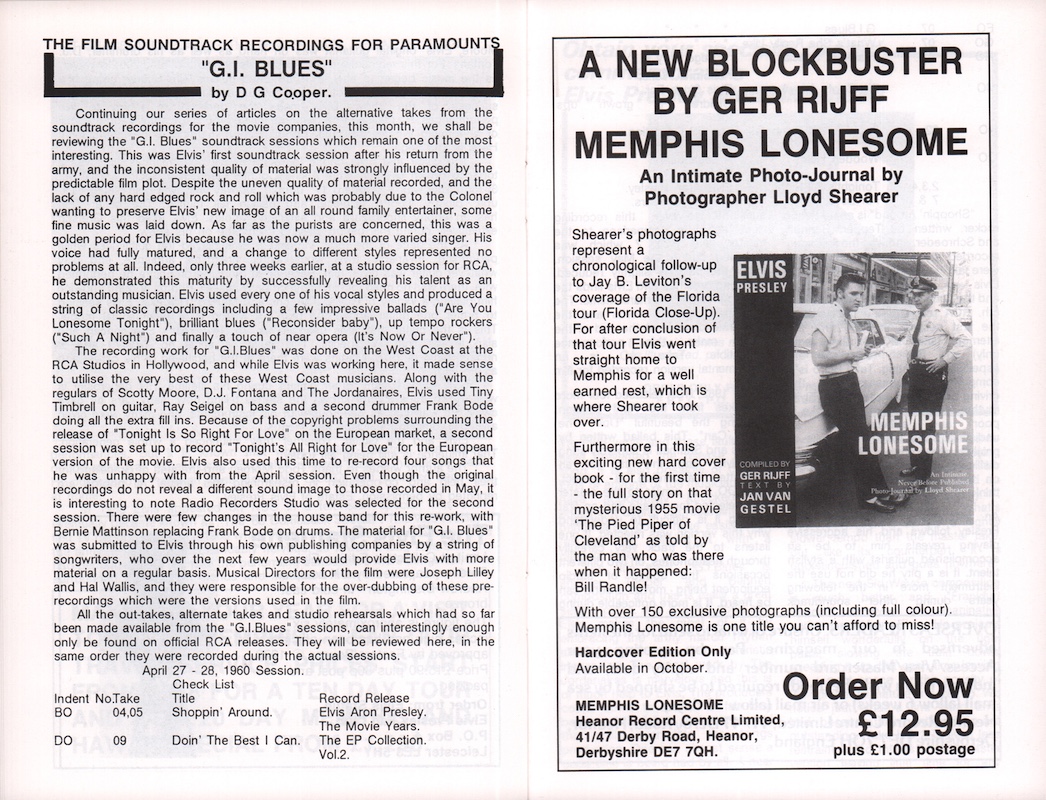 THE FILM SOUNDTRACK RECORDINGS FOR PARAMOUNTS
"G.I. BLUES"
by D G Cooper.
Continuing our series of articles on the alternative takes from the
soundtrack recordings for the movie companies, this month, we shall be
reviewing the "G.I. Blues" soundtrack sessions which remain one of the most
interesting. This was Elvis' first soundtrack session after his return from the
army, and the inconsistent quality of material was strongly influenced by the
predictable film plot. Despite the uneven quality of material recorded, and the
lack of any hard edged rock and roll which was probably due to the Colonel
wanting to preserve Elvis' new image of an all round family entertainer, some
fine music was laid down. As far as the purists are concerned, this was a
golden period for Elvis because he was now a much more varied singer. His
voice had fully matured, and a change to different styles represented no
problems at all. Indeed, only three weeks earlier, at a studio session for RCA,
he demonstrated this maturity by successfully revealing his talent as an
outstanding musician. Elvis used every one of his vocal styles and produced a
string of classic recordings including a few impressive ballads ("Are You
Lonesome Tonight"), brilliant blues ("Reconsider baby"), up tempo rockers
("Such A Night") and finally a touch of near opera (It's Now Or Never").
The recording work for "G.I.Blues" was done on the West Coast at the
RCA Studios in Hollywood, and while Elvis was working here, it made sense
to utilise the very best of these West Coast musicians. Along with the
regulars of Scotty Moore, D.J. Fontana and The Jordanaires, Elvis used Tiny
Timbrell on guitar, Ray Seigel on bass and a second drummer Frank Bode
doing all the extra fill ins. Because of the copyright problems surrounding the
release of "Tonight Is So Right For Love" on the European market, a second
session was set up to record "Tonight's All Right for Love" for the European
version of the movie. Elvis also used this time to re-record four songs that
he was unhappy with from the April session. Even though the original
recordings do not reveal a different sound image to those recorded in May, it
is interesting to note Radio Recorders Studio was selected for the second
session. There were few changes in the house band for this re-work, with
Bernie Mattinson replacing Frank Bode on drums. The material for "G.I. Blues"
was submitted to Elvis through his own publishing companies by a string of
songwriters, who over the next few years would provide Elvis with more
material on a regular basis. Musical Directors for the film were Joseph Lilley
and Hal Wallis, and they were responsible for the over-dubbing of these pre-
recordings which were the versions used in the film.
All the out-takes, alternate takes and studio rehearsals which had so far
been made available from the "G.I.Blues" sessions, can interestingly enough
only be found on official RCA releases. They will be reviewed here, in the
same order they were recorded during the actual sessions.
April 27 - 28, 1960 Session.
Check List
Indent No.Take Title Record Release
BO 04,05 Shoppin' Around. Elvis Aron Presley.
The Movie Years.
DO 09 Doin' The Best I Can. The EP Collection.
Vol.2.
A NEW BLOCKBUSTER
BY GER RIJFF
MEMPHIS LONESOME
An Intimate Photo-Journal by
Photographer Lloyd Shearer
Shearer's photographs
represent a
chronological follow-up
to Jay B. Leviton's
coverage of the Florida
tour (Florida Close-Up).
For after conclusion of
that tour Elvis went
straight home to
Memphis for a well
earned rest, which is
where Shearer took
over.
Furthermore in this
exciting new hard cover
book - for the first time
- the full story on that
mysterious 1955 movie
'The Pied Piper of
Cleveland' as told by
the man who was there
when it happened:
Bill Randle!
ELVIS
PRESLEY
MEMPHIS
LONESOME
COMPILED BY
GER RIJFF
TEXT BY
JAN VAN
GESTEL
An Intimate
Never Before Published
Photo-Journal by Lloyd Shearer
With over 150 exclusive photographs (including full colour).
Memphis Lonesome is one title you can't afford to miss!
Hardcover Edition Only
Available in October.
MEMPHIS LONESOME
Heanor Record Centre Limited,
41/47 Derby Road, Heanor,
Derbyshire DE7 7QH.
Order Now
£12.95
plus £1.00 postage